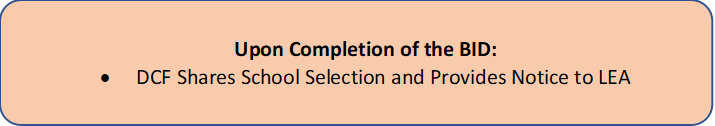 Upon Completion of the BID:
• DCF Shares School Selection and Provides Notice to LEA